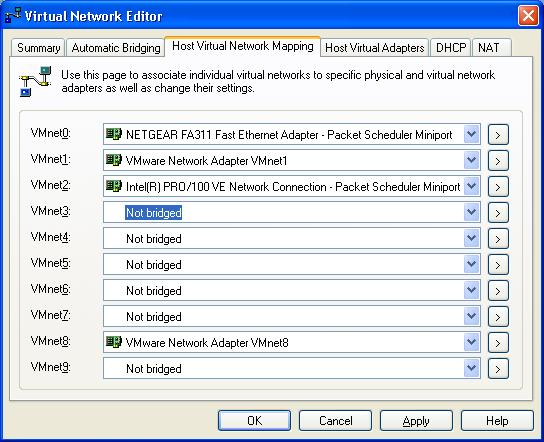 Virtual Network Editor
Summary Automatic Bridging Host Virtual Network Mapping Host Virtual Adapters DHCP NAT
Use this page to associate individual virtual networks to specific physical and virtual network
adapters as well as change their settings.
VMnet0: NETGEAR FA311 Fast Ethernet Adapter - Packet Scheduler Miniport >
VMnet1: VMware Network Adapter VMnet1 >
VMnet2: Intel(R) PRO/100 VE Network Connection - Packet Scheduler Miniport >
VMnet3: Not bridged >
VMnet4: Not bridged >
VMnet5: Not bridged >
VMnet6: Not bridged >
VMnet7: Not bridged >
VMnet8: VMware Network Adapter VMnet8 >
VMnet9: Not bridged >
OK Cancel Apply Help